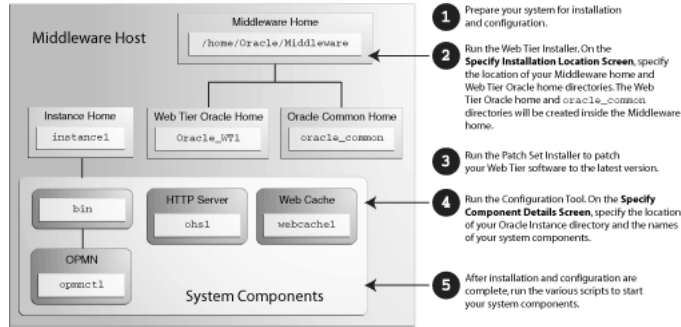 Middleware Host
Middleware Home
/home/Oracle/Middleware
Instance Home
instance1
Web Tier Oracle Home
Oracle_WT1
Oracle Common Home
oracle_common
bin
HTTP Server
ohs1
Web Cache
webcache1
OPMN
opmnctl
System Components
1
Prepare your system for installation
and configuration.
2
Run the Web Tier Installer. On the
Specify Installation Location Screen, specify
the location of your Middleware home and
Web Tier Oracle home directories. The Web
Tier Oracle home and oracle_common
directories will be created inside the Middleware
home.
3
Run the Patch Set Installer to patch
your Web Tier software to the latest version.
4
Run the Configuration Tool. On the Specify
Component Details Screen, specify the location
of your Oracle Instance directory and the names
of your system components.
5
After installation and configuration are
complete, run the various scripts to start
your system components.